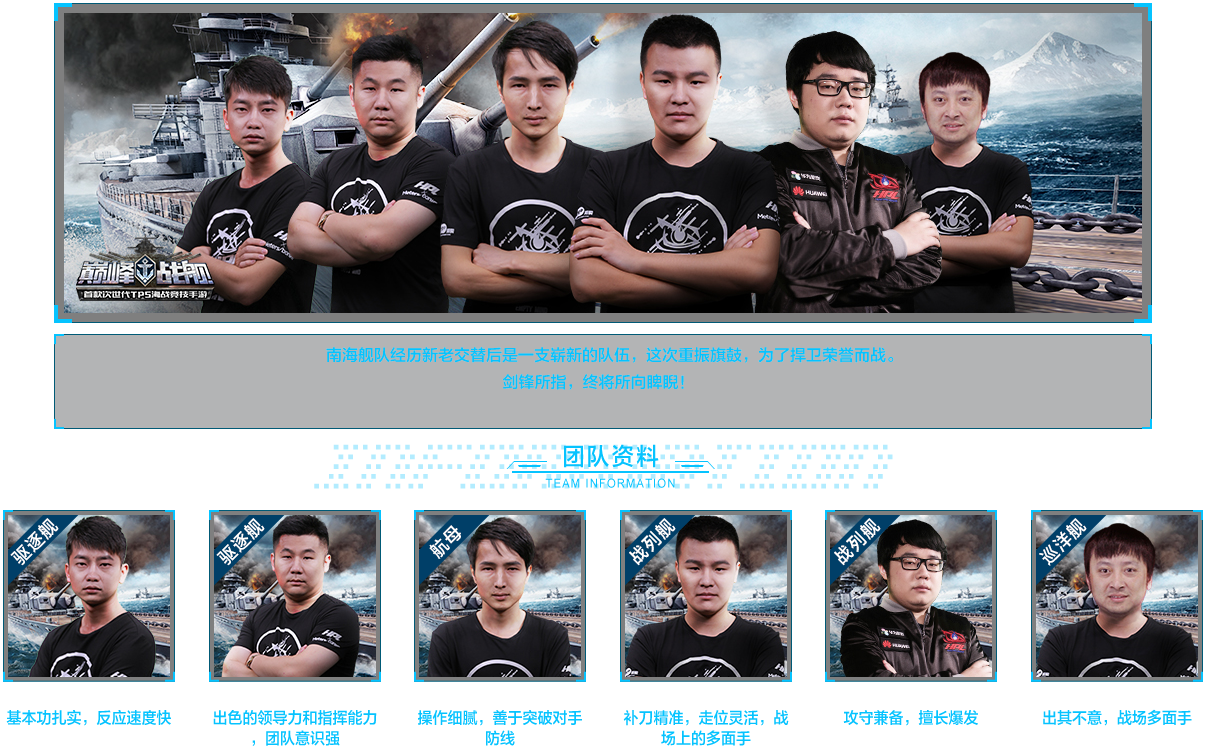 HPL
Meters/bonwe
HUAWEI
HPL
巅峰战舰
首款次世代TPS海战竞技手游
南海舰队经历新老交替后是一支崭新的队伍，这次重振旗鼓，为了捍卫荣誉而战。
剑锋所指，终将所向睥睨！
团队资料
TEAM INFORMATION
驱逐舰
驱逐舰
航母
战列舰
战列舰
巡洋舰
HPL
HUAWEI
HPL
基本功扎实，反应速度快
出色的领导力和指挥能力
，团队意识强
操作细腻，善于突破对手
防线
补刀精准，走位灵活，战
场上的多面手
攻守兼备，擅长爆发
出其不意，战场多面手